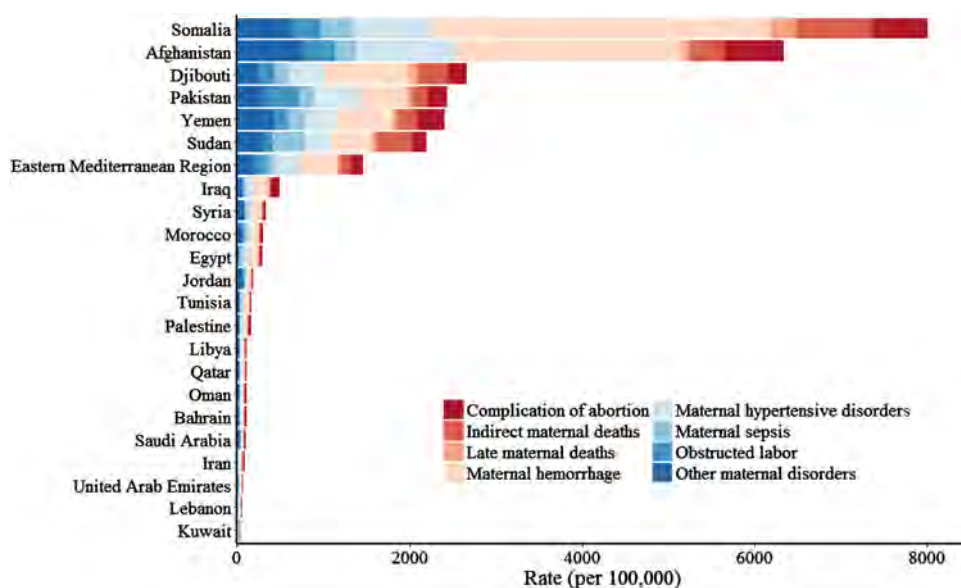 Somalia
Afghanistan
Djibouti
Pakistan
Yemen
Sudan
Eastern Mediterranean Region
Iraq
Syria
Morocco
Egypt
Jordan
Tunisia
Palestine
Libya
Qatar
Oman
Bahrain
Saudi Arabia
Iran
United Arab Emirates
Lebanon
Kuwait
Complication of abortion
Indirect maternal deaths
Late maternal deaths
Maternal hemorrhage
Maternal hypertensive disorders
Maternal sepsis
Obstructed labor
Other maternal disorders
0 2000 4000 6000 8000
Rate (per 100,000)